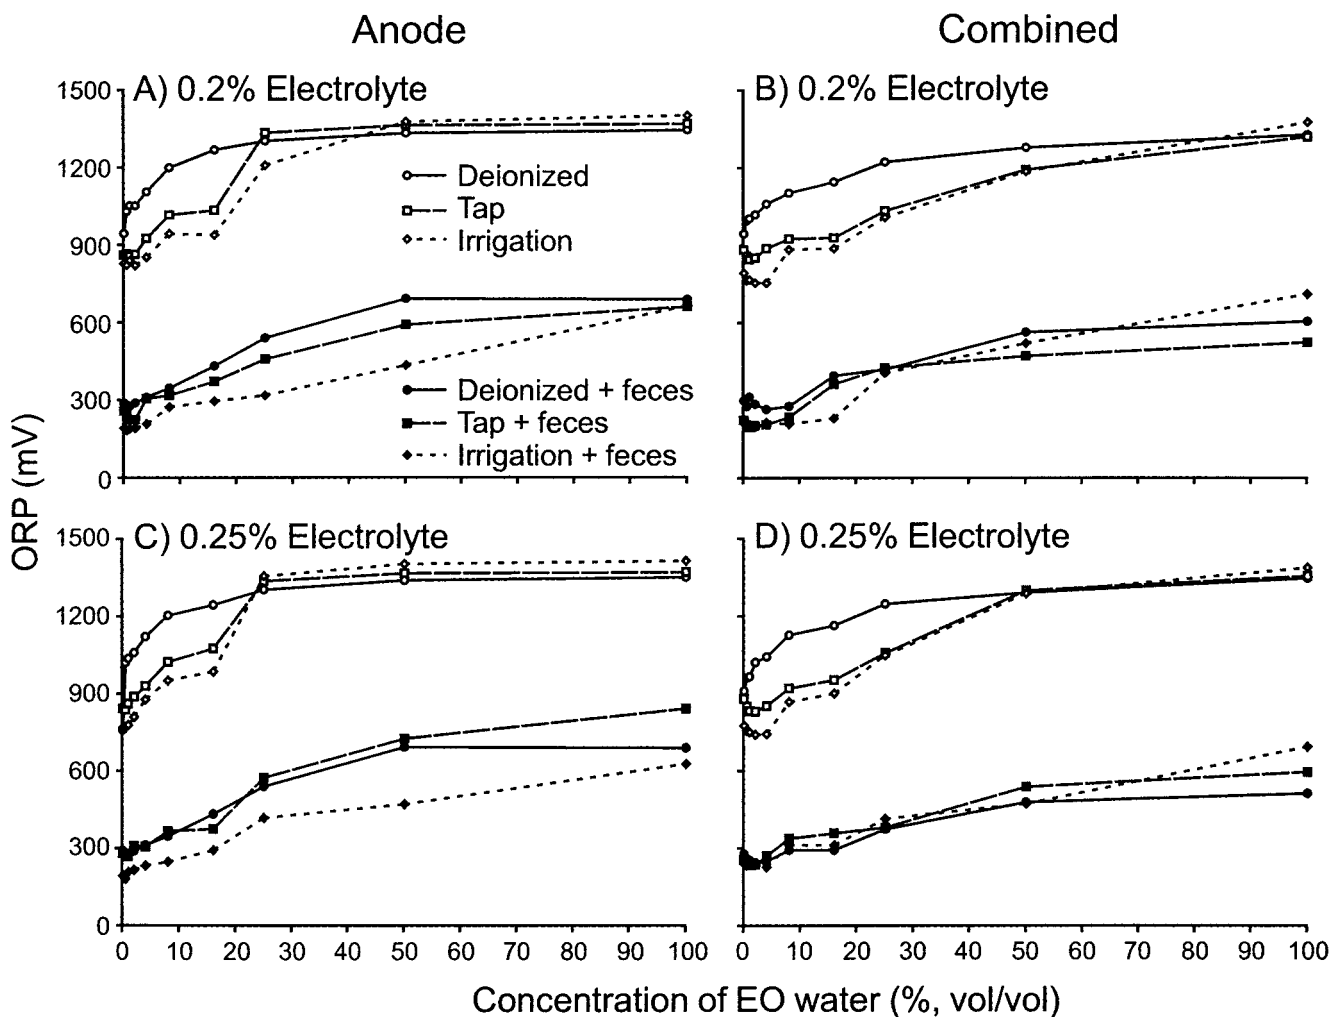 Anode
Combined
A) 0.2% Electrolyte
B) 0.2% Electrolyte
1500
1200
900
600
300
0
Deionized
Tap
Irrigation
Deionized + feces
Tap + feces
Irrigation + feces
ORP (mV)
C) 0.25% Electrolyte
D) 0.25% Electrolyte
1500
1200
900
600
300
0
0 10 20 30 40 50 60 70 80 90 100
0 10 20 30 40 50 60 70 80 90 100
Concentration of EO water (%, vol/vol)